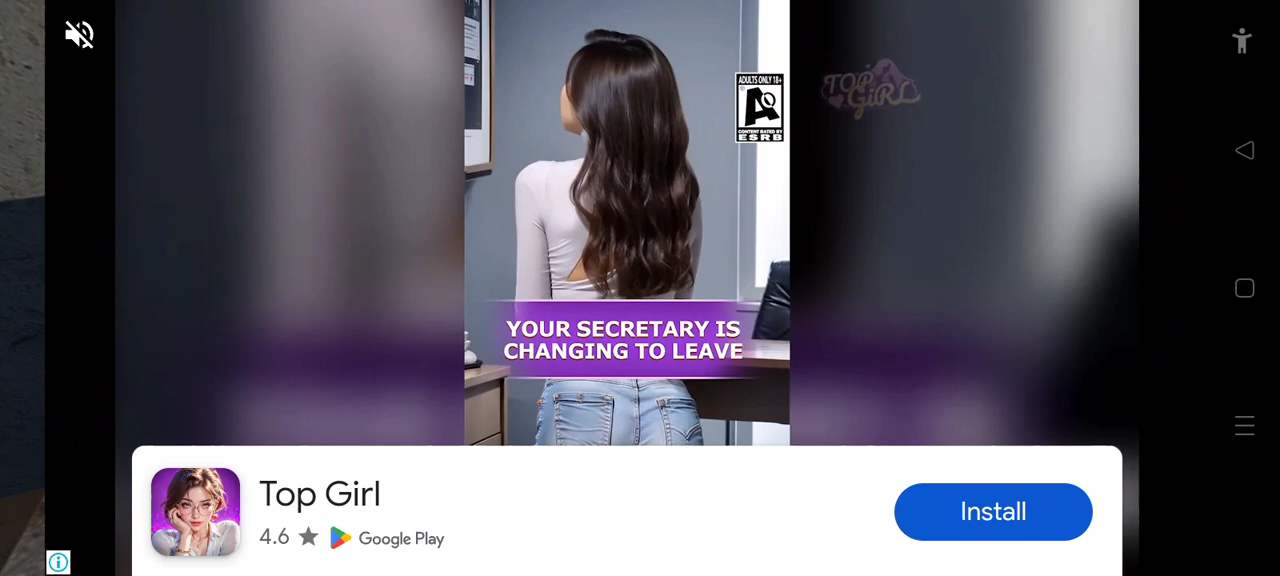 ADULTS ONLY 18+
A
CONTENT RATED BY
ESRB
TOP
GiRL
YOUR SECRETARY IS
CHANGING TO LEAVE
Top Girl
4.6 ★ Google Play
Install